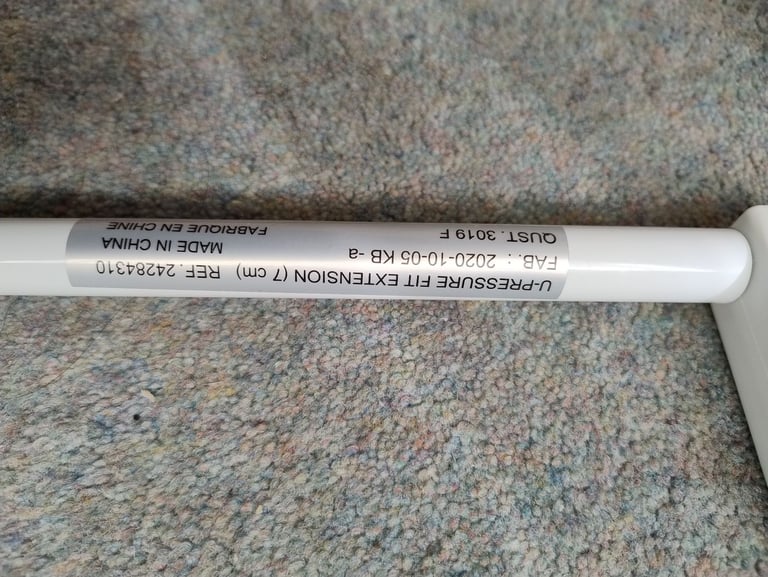 U-PRESSURE FIT EXTENSION (7 cm) REF. 24284310
FAB. : 2020-10-05 KB -a MADE IN CHINA
QUST. 3019 F FABRIQUE EN CHINE